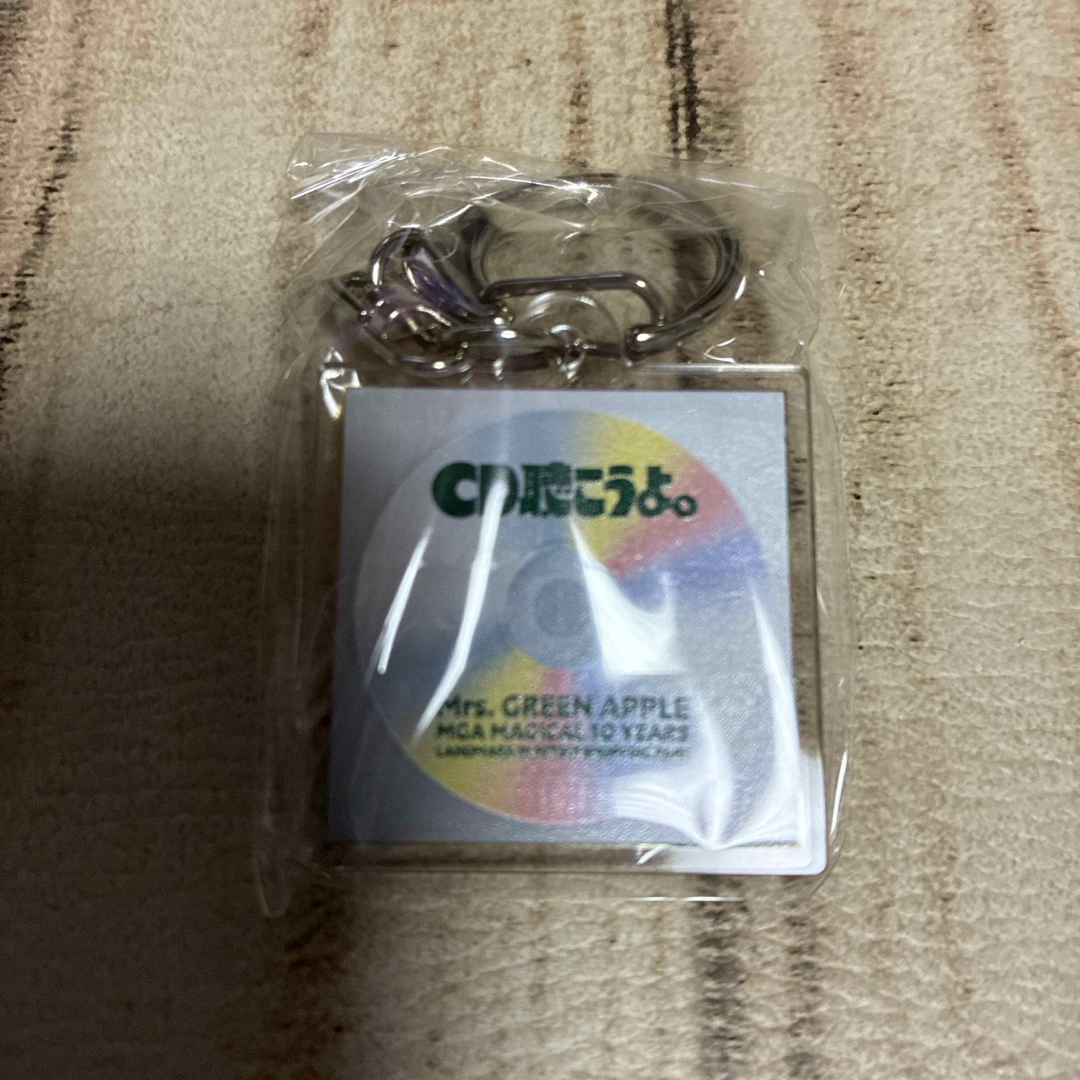 CD聴こうよ。
Mrs. GREEN APPLE
MGA MAGICAL 10 YEARS